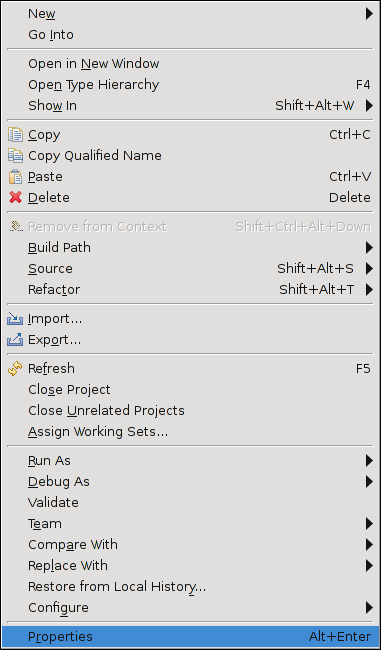 New
Go Into
Open in New Window
Open Type Hierarchy F4
Show In Shift+Alt+W
Copy Ctrl+C
Copy Qualified Name
Paste Ctrl+V
Delete Delete
Remove from Context Shift+Ctrl+Alt+Down
Build Path
Source Shift+Alt+S
Refactor Shift+Alt+T
Import...
Export...
Refresh F5
Close Project
Close Unrelated Projects
Assign Working Sets...
Run As
Debug As
Validate
Team
Compare With
Replace With
Restore from Local History...
Configure
Properties Alt+Enter